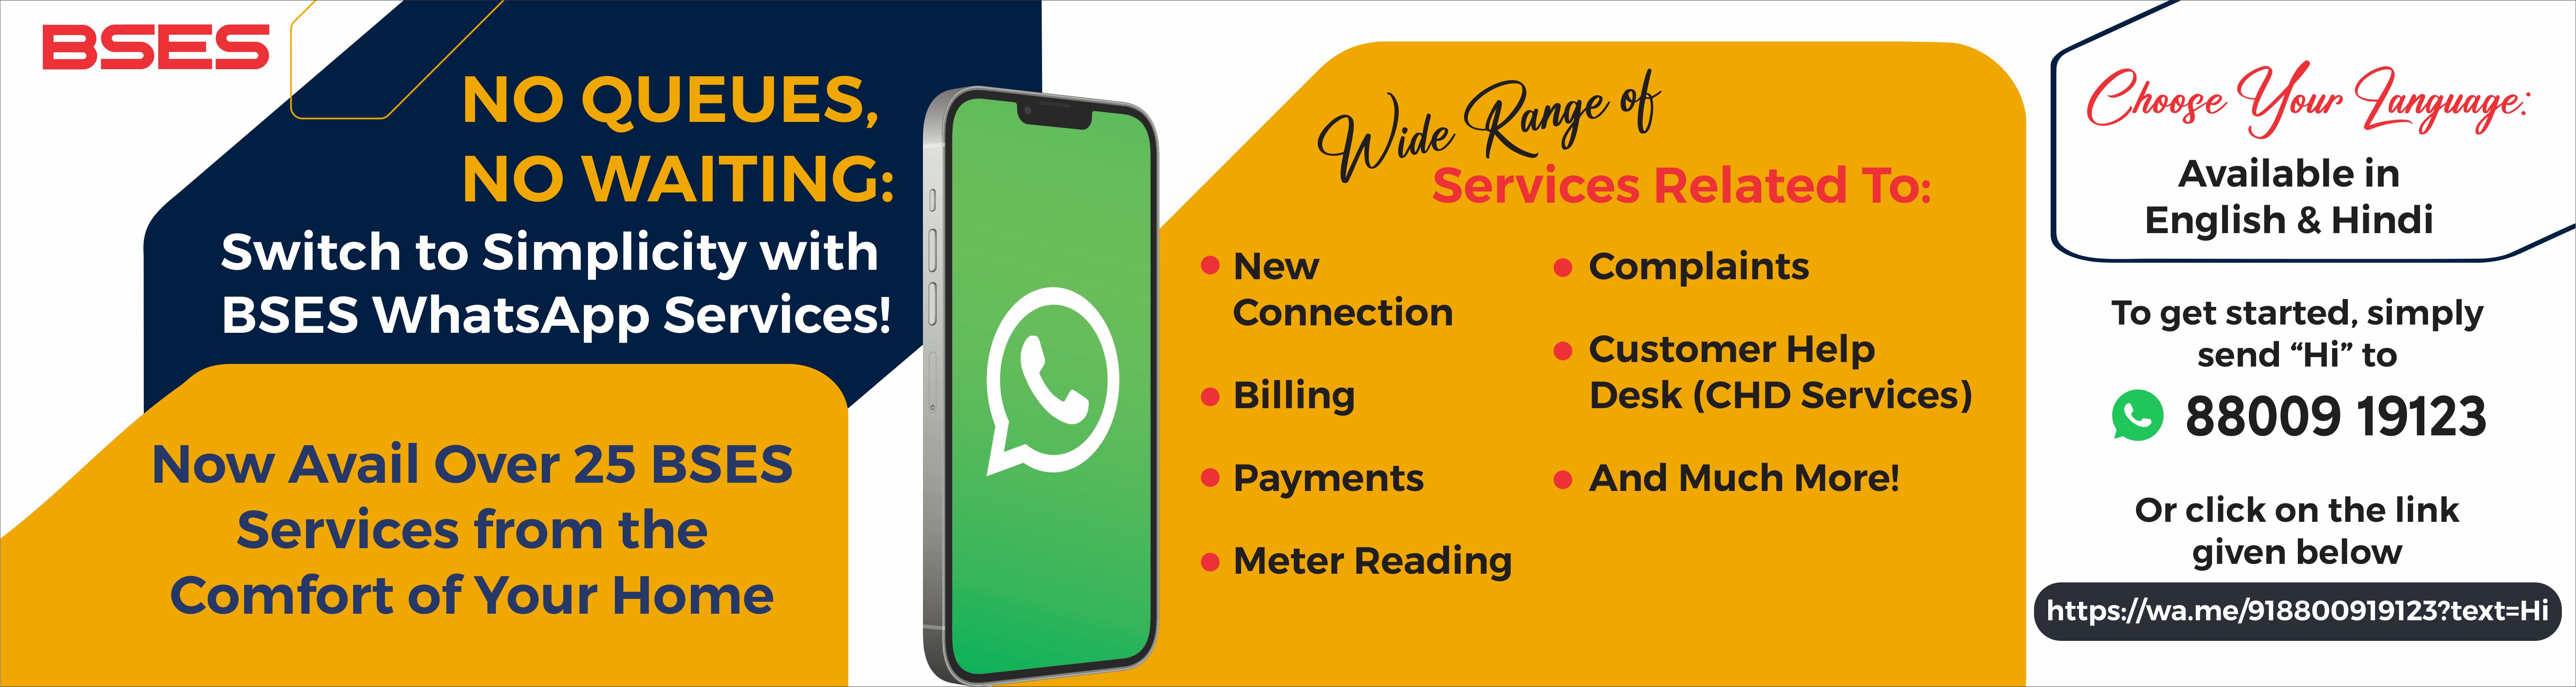 BSES
NO QUEUES,
NO WAITING:
Switch to Simplicity with
BSES WhatsApp Services!
Now Avail Over 25 BSES
Services from the
Comfort of Your Home
Wide Range of
Services Related To:
New
Connection
Billing
Payments
Meter Reading
Complaints
Customer Help
Desk (CHD Services)
And Much More!
Choose Your Language:
Available in
English & Hindi
To get started, simply
send “Hi” to
88009 19123
Or click on the link
given below
https://wa.me/918800919123?text=Hi